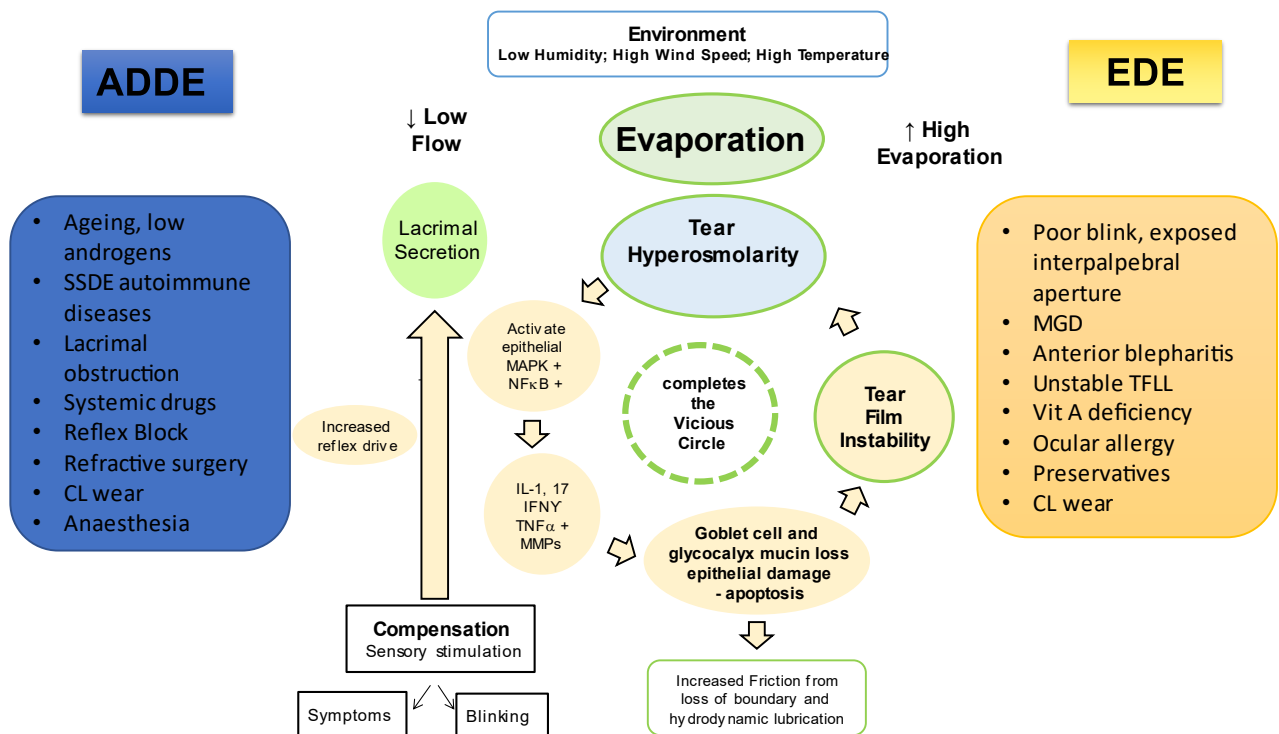 Environment
Low Humidity; High Wind Speed; High Temperature
ADDE
EDE
↓ Low
Flow
Evaporation
↑ High
Evaporation
Lacrimal
Secretion
Tear
Hyperosmolarity
• Ageing, low
androgens
• SSDE autoimmune
diseases
• Lacrimal
obstruction
• Systemic drugs
• Reflex Block
• Refractive surgery
• CL wear
• Anaesthesia
• Poor blink, exposed
interpalpebral
aperture
• MGD
• Anterior blepharitis
• Unstable TFLL
• Vit A deficiency
• Ocular allergy
• Preservatives
• CL wear
Activate
epithelial
MAPK +
NFκB +
completes
the
Vicious
Circle
Tear
Film
Instability
Increased
reflex drive
IL-1, 17
IFNϒ
TNFα +
MMPs
Goblet cell and
glycocalyx mucin loss
epithelial damage
- apoptosis
Compensation
Sensory stimulation
Symptoms
Blinking
Increased Friction from
loss of boundary and
hydrodynamic lubrication